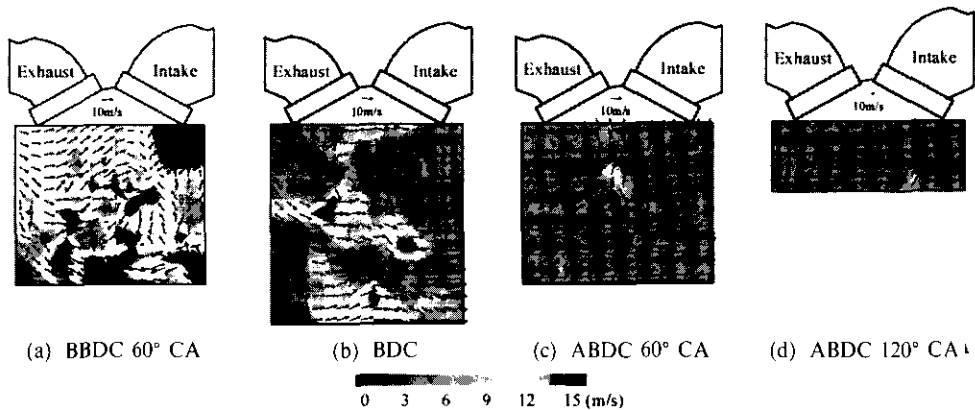 Exhaust Intake
10m/s
Exhaust Intake
10m/s
Exhaust Intake
10m/s
Exhaust Intake
10m/s
(a) BBDC 60° CA
(b) BDC
(c) ABDC 60° CA
(d) ABDC 120° CA
0 3 6 9 12 15 (m/s)